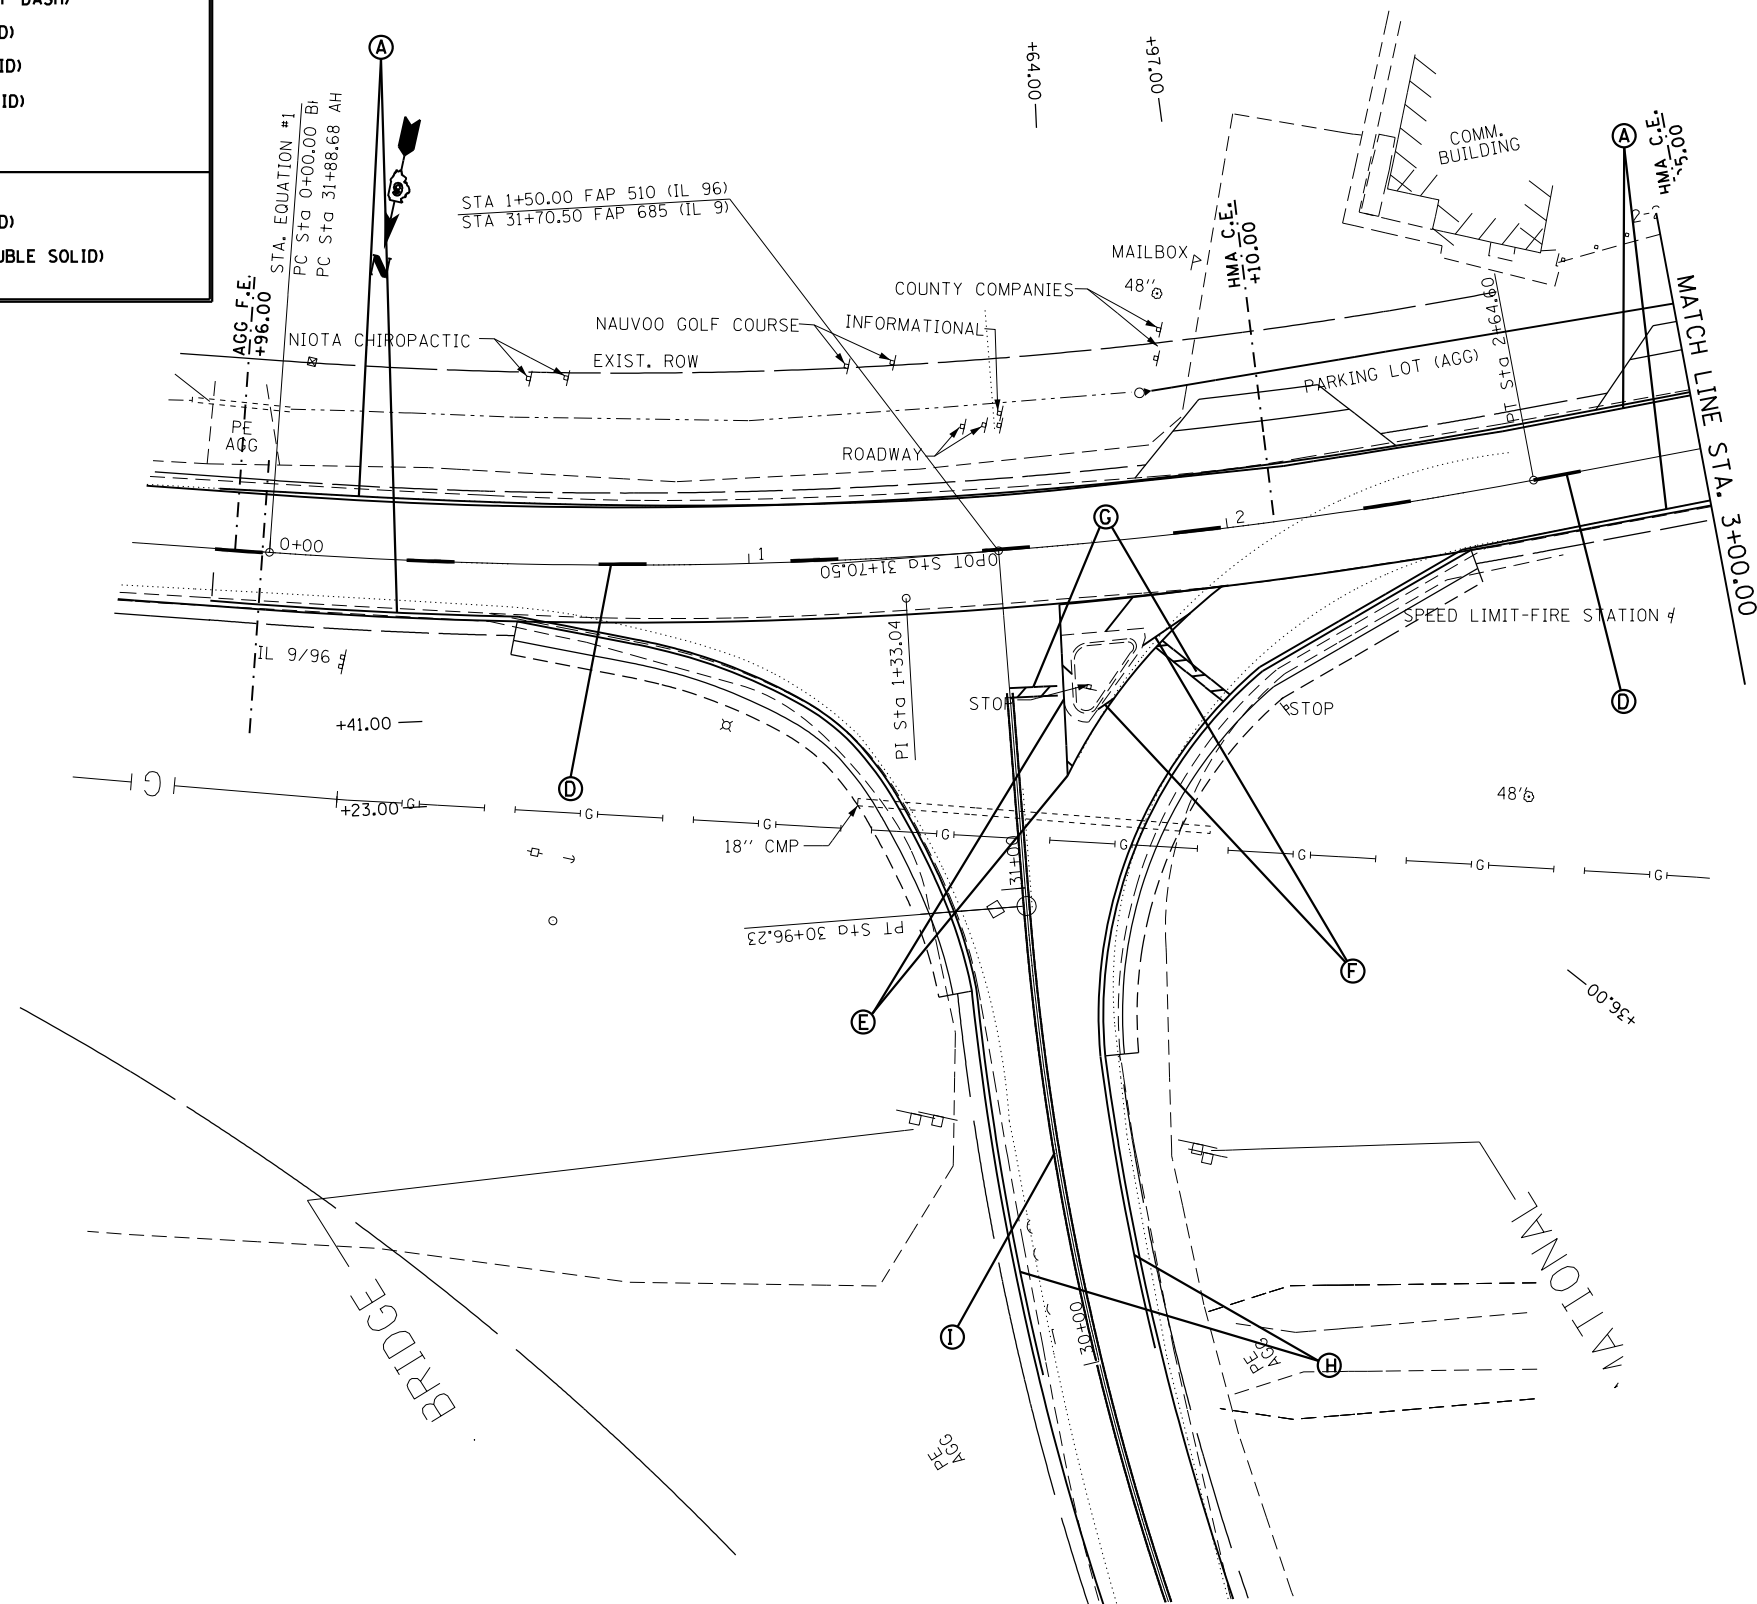 D)
ID)
ID)
D)
UBLE SOLID)
A
N
STA. EQUATION #1
PC Sta 0+00.00
PC Sta 31+88.68 AH
AGG F.E.
+96.00
STA 1+50.00 FAP 510 (IL 96)
STA 31+70.50 FAP 685 (IL 9)
+64.00
+97.00
COMM.
BUILDING
A
HMA C.E.
MATCH LINE STA. 3+00.00
MAILBOX
48''
HMA C.E.
+10.00
COUNTY COMPANIES
NIOTA CHIROPACTIC
NAUVOO GOLF COURSE
INFORMATIONAL
EXIST. ROW
PARKING LOT (AGG)
PT Sta 2+64.60
PE
AGG
ROADWAY
G
0+00
1
2
POT Sta 31+70.50
IL 9/96
PI Sta 1+33.04
STOP
STOP
SPEED LIMIT-FIRE STATION
D
D
+41.00
G
+23.00
G
G
G
G
G
G
G
G
G
18'' CMP
48''
31+00
PT Sta 30+96.23
E
F
+36.00
BRIDGE
I
30+00
H
PE
AGG
PE
AGG